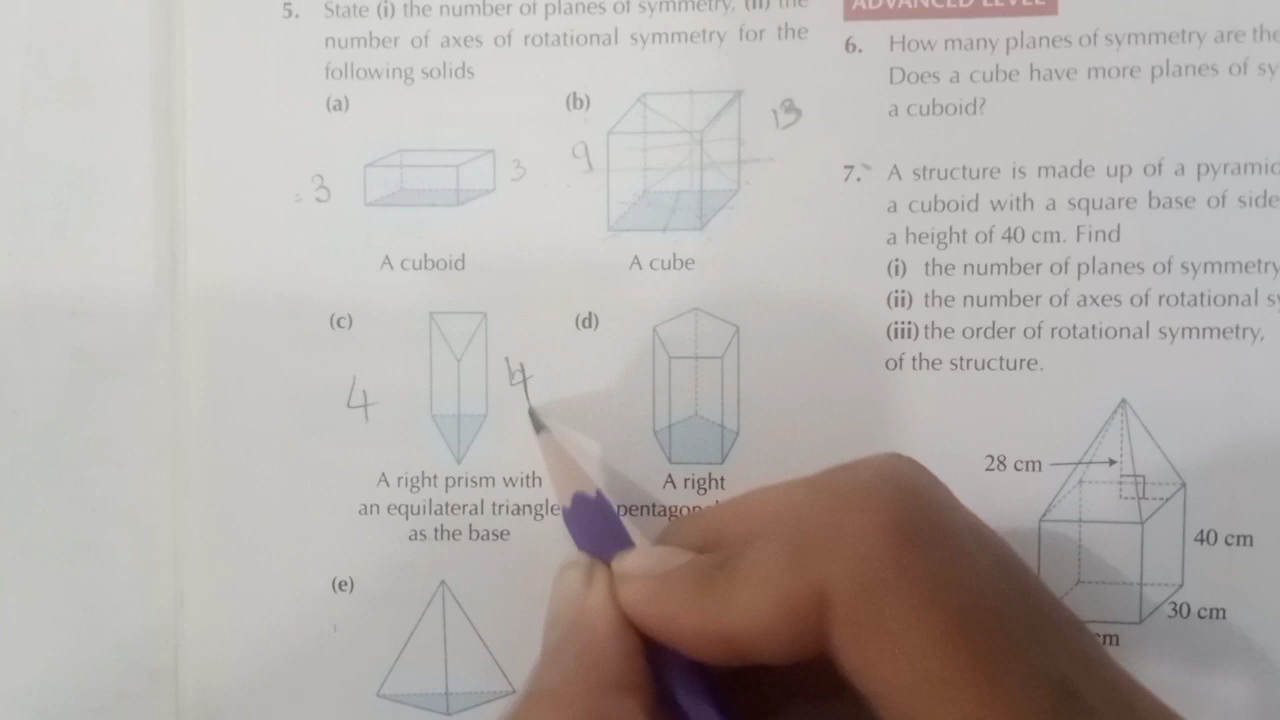 5. State (i) the number of planes of symmetry, (ii) the
number of axes of rotational symmetry for the
following solids
(a)
3
3
A cuboid
(b)
9
13
A cube
(c)
4
4
A right prism with
an equilateral triangle
as the base
(d)
A right
(e)
ADVANCED LEVEL
6. How many planes of symmetry are the
Does a cube have more planes of sy
a cuboid?
7. A structure is made up of a pyramid
a cuboid with a square base of side
a height of 40 cm. Find
(i) the number of planes of symmetry
(ii) the number of axes of rotational sy
(iii) the order of rotational symmetry,
of the structure.
28 cm
40 cm
30 cm
cm